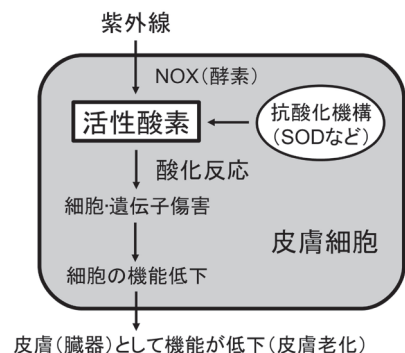 紫外線
NOX(酵素)
活性酸素
抗酸化機構
(SODなど)
酸化反応
細胞・遺伝子傷害
皮膚細胞
細胞の機能低下
皮膚(臓器)として機能が低下(皮膚老化)